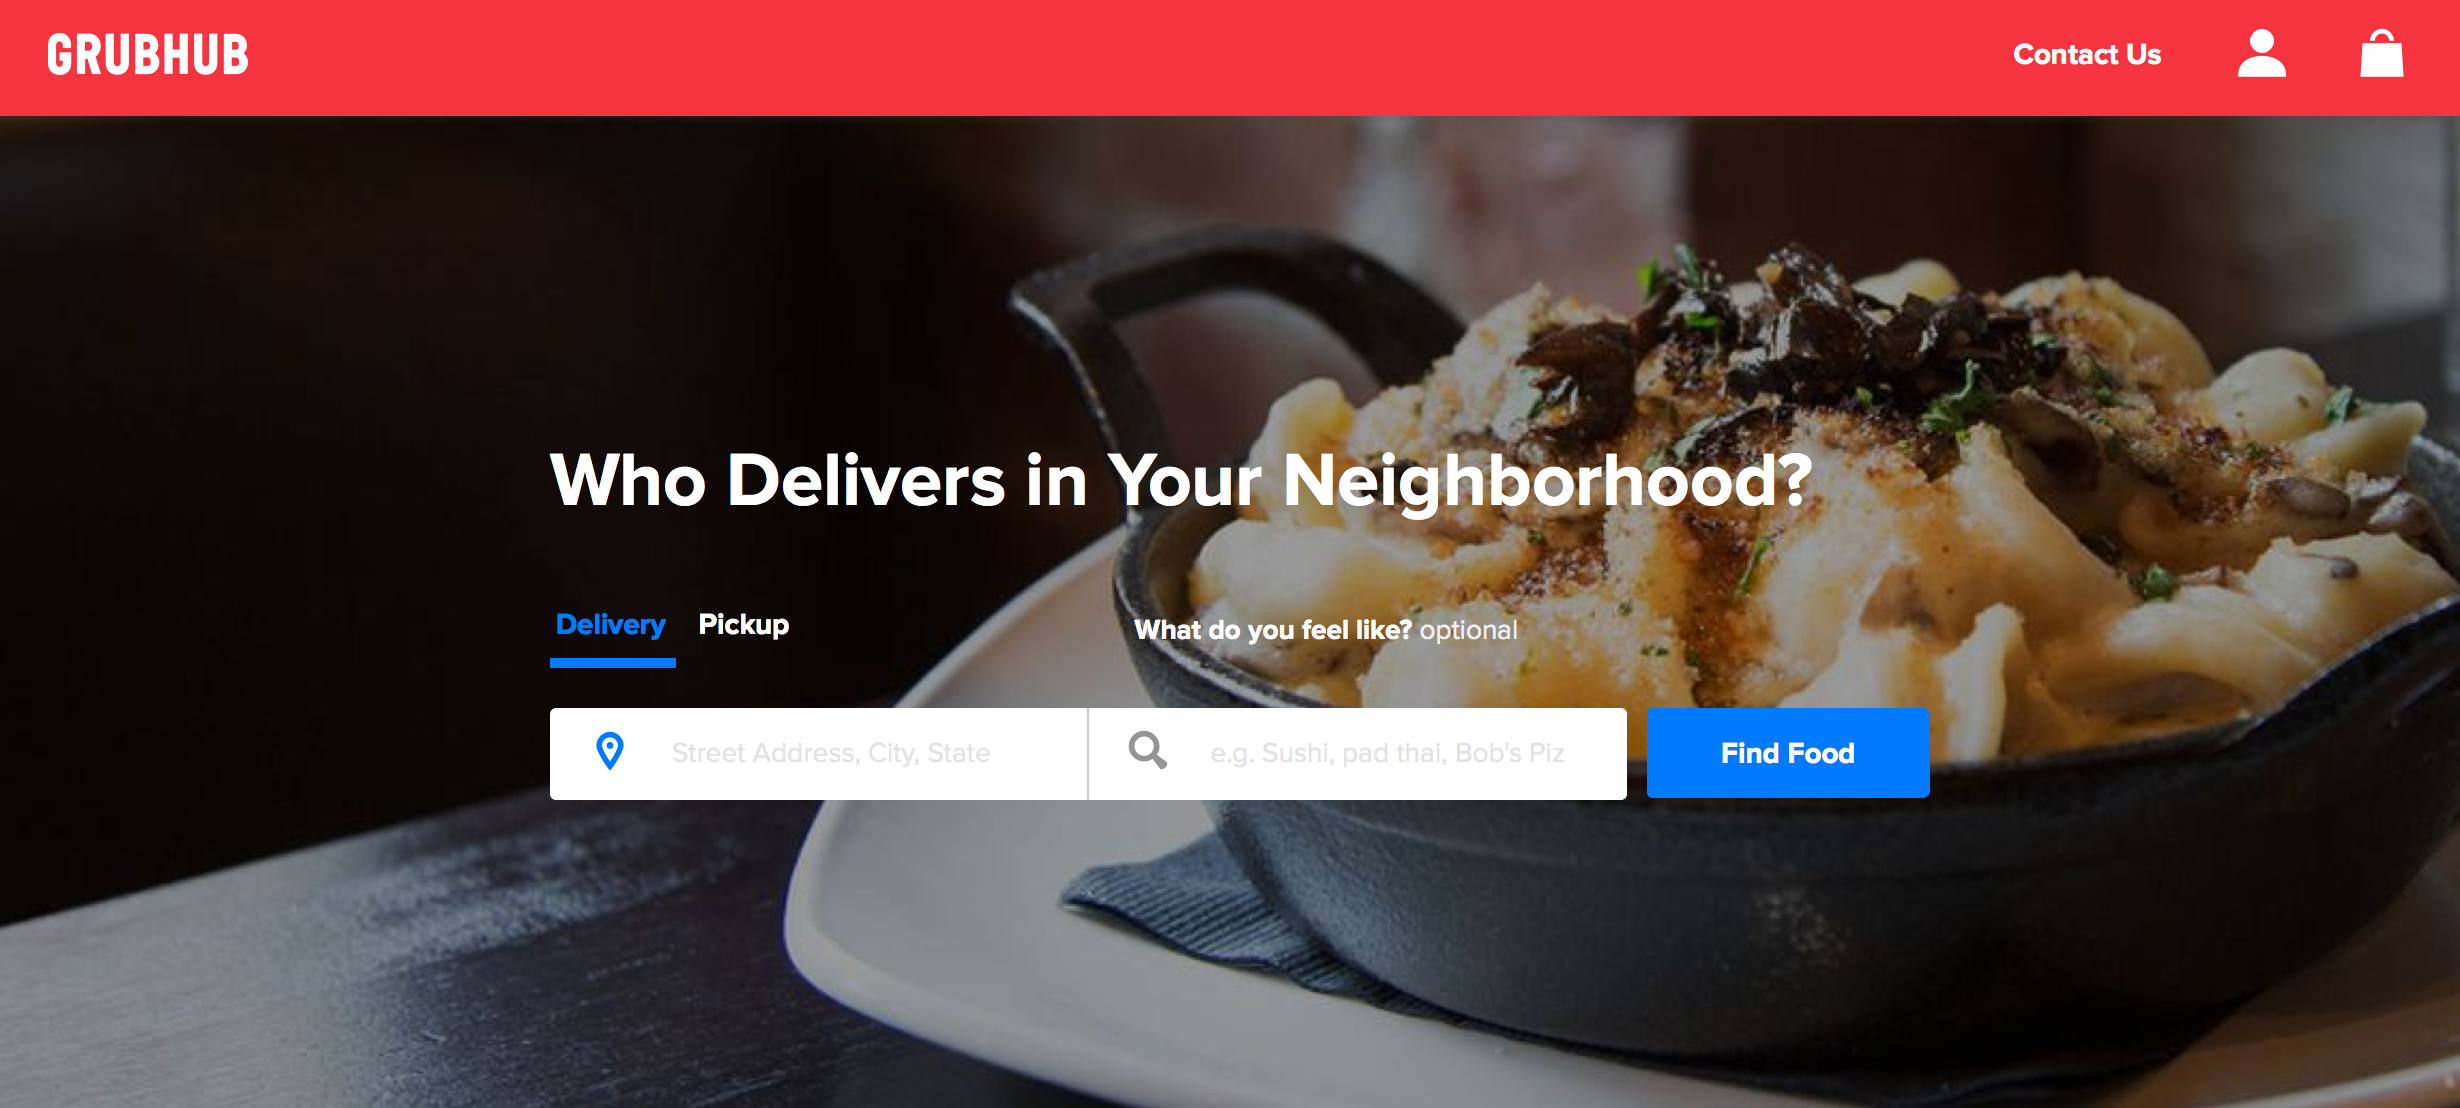 GRUBHUB
Contact Us
Who Delivers in Your Neighborhood?
Delivery Pickup
What do you feel like? optional
Street Address, City, State
e.g. Sushi, pad thai, Bob's Piz
Find Food